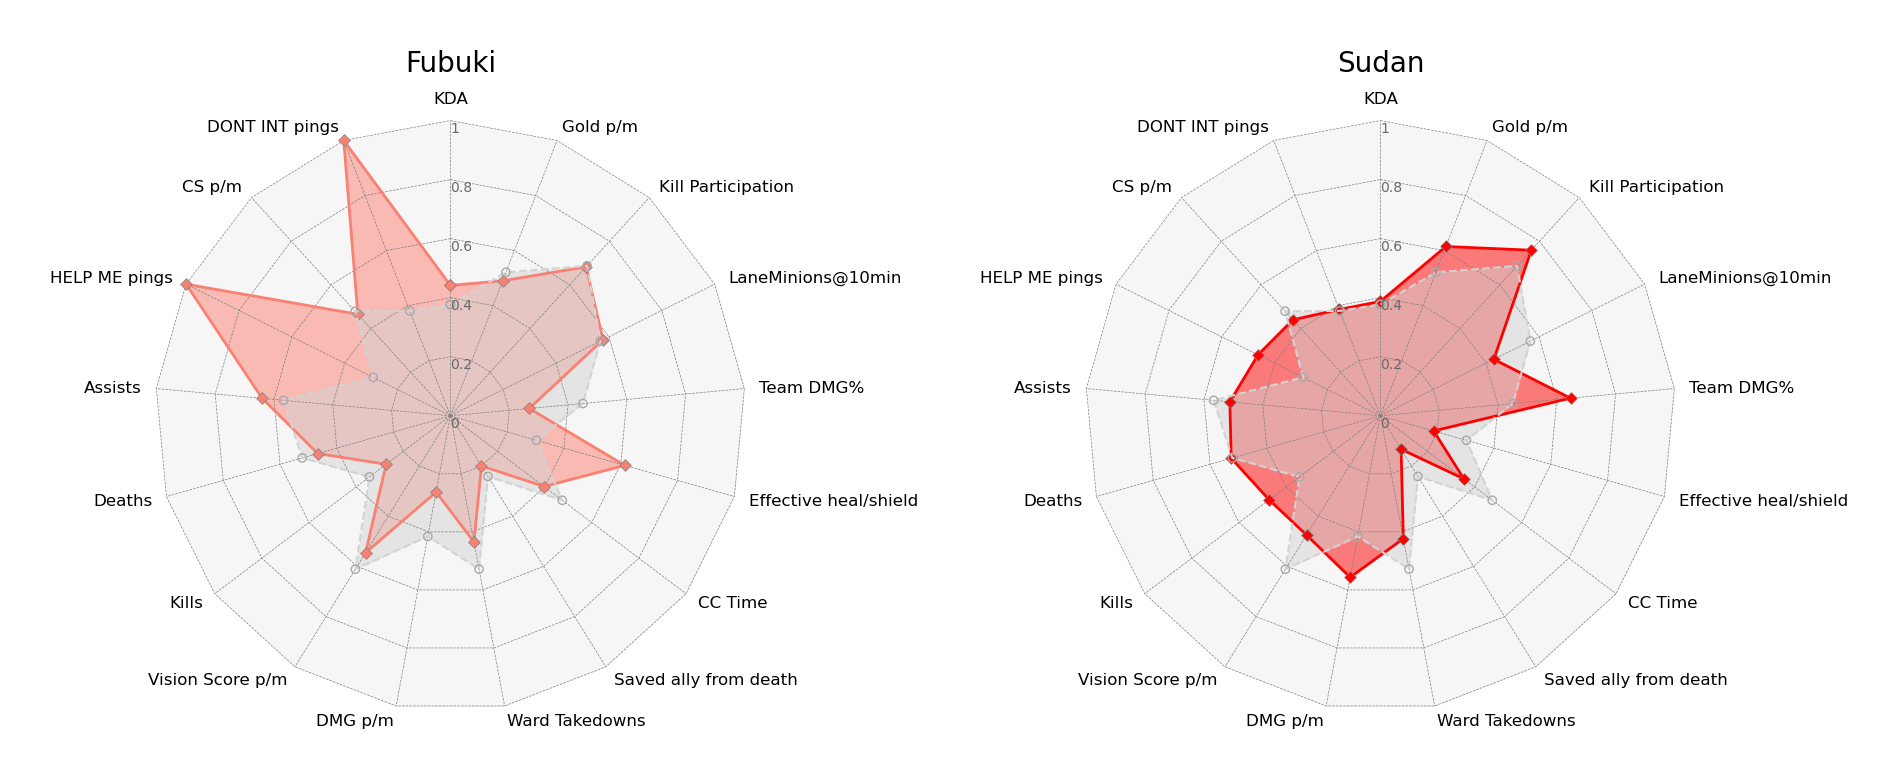 Fubuki
KDA
Gold p/m
Kill Participation
LaneMinions@10min
Team DMG%
Effective heal/shield
CC Time
Saved ally from death
Ward Takedowns
DMG p/m
Vision Score p/m
Kills
Deaths
Assists
HELP ME pings
CS p/m
DONT INT pings
1
0.8
0.6
0.4
0.2
0
Sudan
KDA
Gold p/m
Kill Participation
LaneMinions@10min
Team DMG%
Effective heal/shield
CC Time
Saved ally from death
Ward Takedowns
DMG p/m
Vision Score p/m
Kills
Deaths
Assists
HELP ME pings
CS p/m
DONT INT pings
1
0.8
0.6
0.4
0.2
0